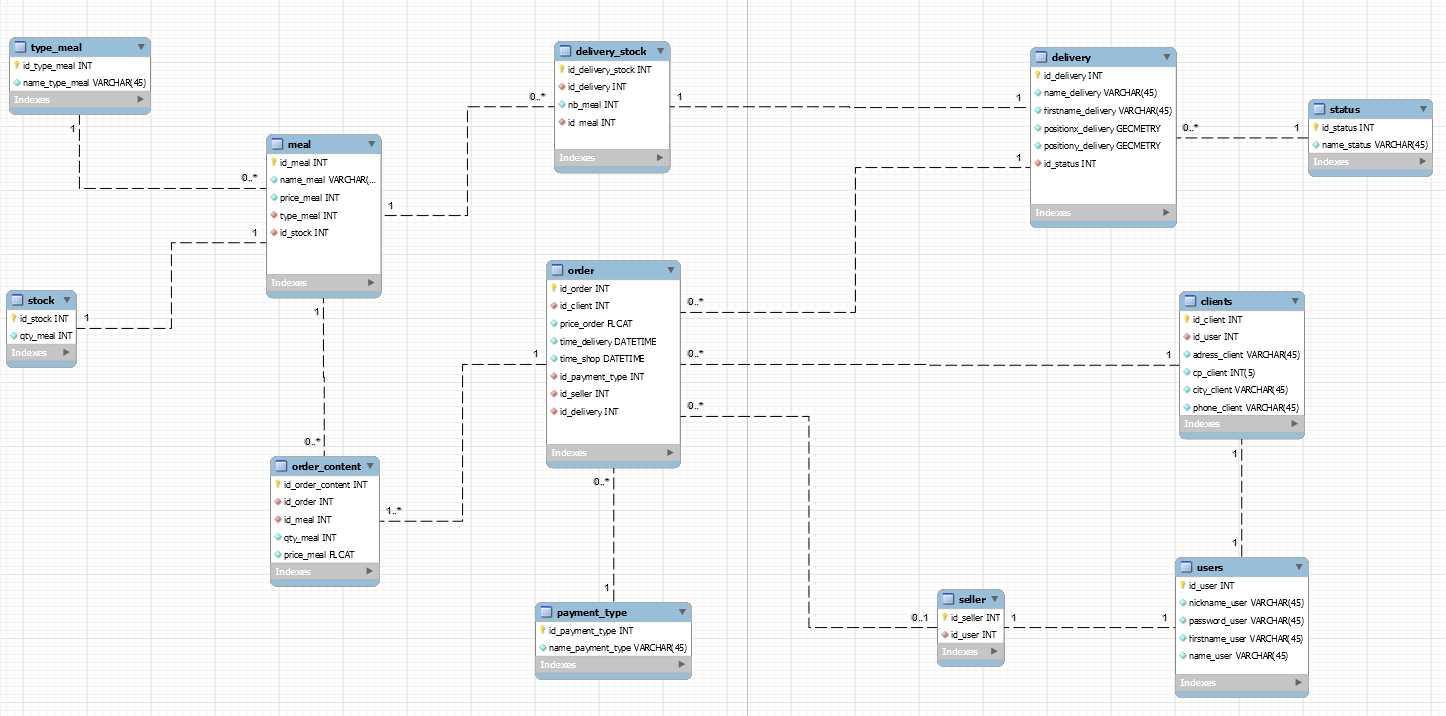 type_meal
id_type_meal INT
name_type_meal VARCHAR(45)
Indexes
1
0..*
meal
id_meal INT
name_meal VARCHAR(...
price_meal INT
type_meal INT
id_stock INT
Indexes
1
1
1
stock
id_stock INT
qty_meal INT
Indexes
1
0..*
order_content
id_order_content INT
id_order INT
id_meal INT
qty_meal INT
price_meal FLOAT
Indexes
1..*
delivery_stock
id_delivery_stock INT
id_delivery INT
nb_meal INT
id_meal INT
Indexes
0..*
1
1
delivery
id_delivery INT
name_delivery VARCHAR(45)
firstname_delivery VARCHAR(45)
positionx_delivery GEOMETRY
positiony_delivery GEOMETRY
id_status INT
Indexes
1
0..*
1
status
id_status INT
name_status VARCHAR(45)
Indexes
order
id_order INT
id_client INT
price_order FLOAT
time_delivery DATETIME
time_shop DATETIME
id_payment_type INT
id_seller INT
id_delivery INT
Indexes
1
0..*
0..*
0..*
0..*
1
payment_type
id_payment_type INT
name_payment_type VARCHAR(45)
Indexes
1
clients
id_client INT
id_user INT
adress_client VARCHAR(45)
cp_client INT(5)
city_client VARCHAR(45)
phone_client VARCHAR(45)
Indexes
1
1
seller
id_seller INT
id_user INT
Indexes
0..1
1
1
users
id_user INT
nickname_user VARCHAR(45)
password_user VARCHAR(45)
firstname_user VARCHAR(45)
name_user VARCHAR(45)
Indexes